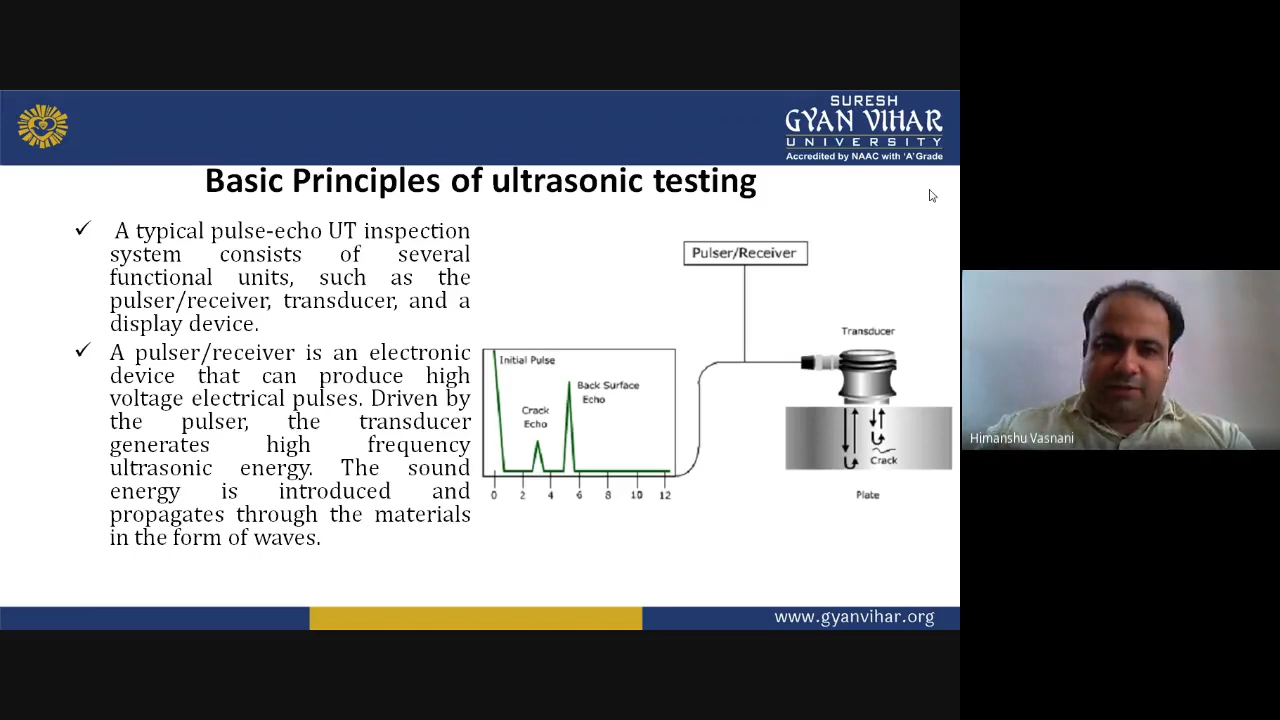 SURESH
GYAN VIHAR
UNIVERSITY
Accredited by NAAC with 'A' Grade
Basic Principles of ultrasonic testing
✓ A typical pulse-echo UT inspection
system consists of several
functional units, such as the
pulser/receiver, transducer, and a
display device.
✓ A pulser/receiver is an electronic
device that can produce high
voltage electrical pulses. Driven by
the pulser, the transducer
generates high frequency
ultrasonic energy. The sound
energy is introduced and
propagates through the materials
in the form of waves.
Pulser/Receiver
Transducer
Initial Pulse
Back Surface
Echo
Crack
Echo
0 2 4 6 8 10 12
Crack
Plate
Himanshu Vasnani
www.gyanvihar.org